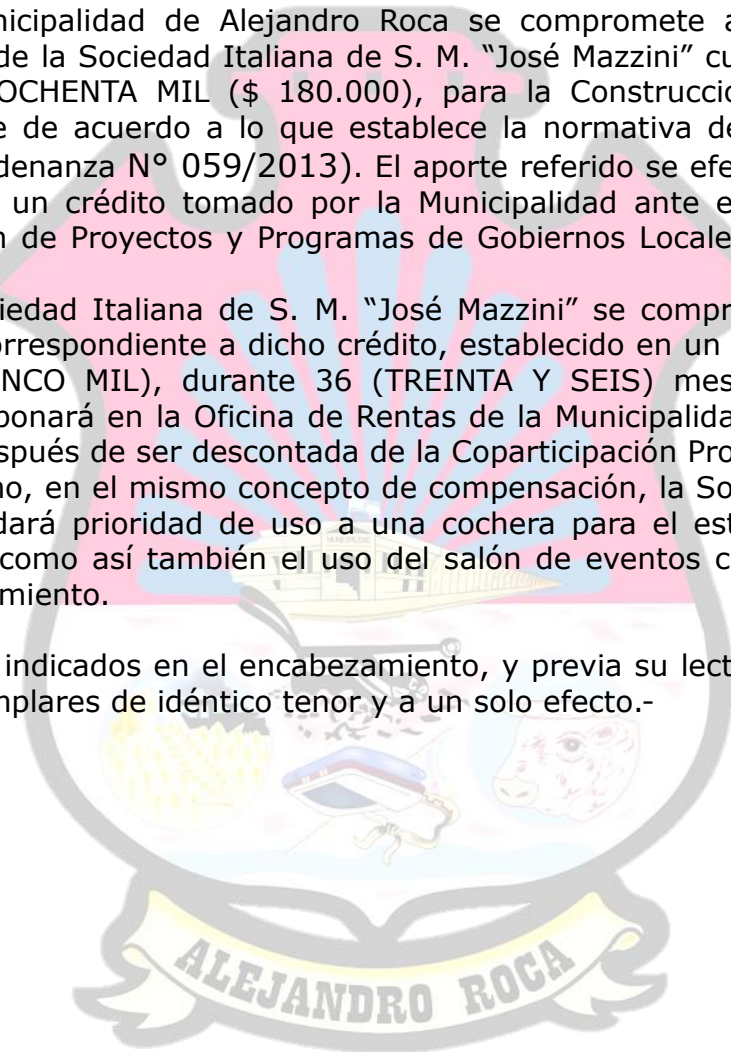 nicipalidad de Alejandro Roca se compromete a
de la Sociedad Italiana de S. M. “José Mazzini” cu
OCHENTA MIL ($ 180.000), para la Construcció
e de acuerdo a lo que establece la normativa de
denanza N° 059/2013). El aporte referido se efe
un crédito tomado por la Municipalidad ante e
n de Proyectos y Programas de Gobiernos Locale
iedad Italiana de S. M. “José Mazzini” se compr
orrespondiente a dicho crédito, establecido en un
NCO MIL), durante 36 (TREINTA Y SEIS) mes
bonará en la Oficina de Rentas de la Municipalida
spués de ser descontada de la Coparticipación Pro
no, en el mismo concepto de compensación, la So
dará prioridad de uso a una cochera para el est
como así también el uso del salón de eventos c
miento.
indicados en el encabezamiento, y previa su lect
mplares de idéntico tenor y a un solo efecto.-
ALEJANDRO ROCA